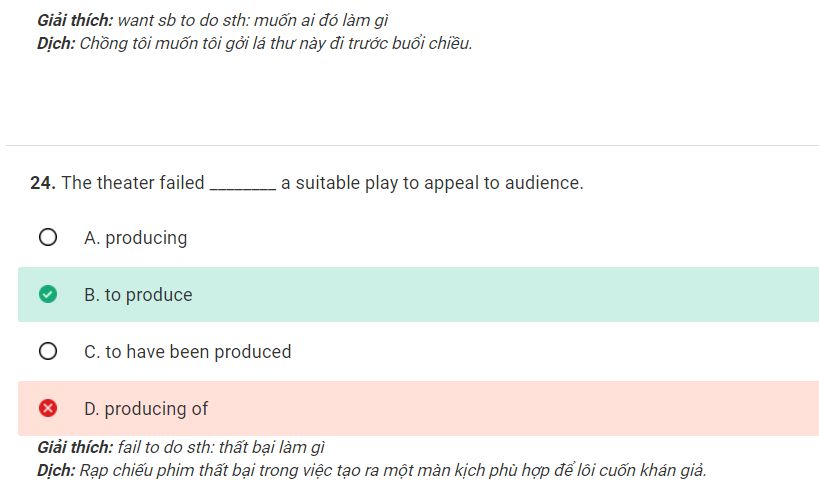 Giải thích: want sb to do sth: muốn ai đó làm gì
Dịch: Chồng tôi muốn tôi gởi lá thư này đi trước buổi chiều.
24. The theater failed ________ a suitable play to appeal to audience.
A. producing
B. to produce
C. to have been produced
D. producing of
Giải thích: fail to do sth: thất bại làm gì
Dịch: Rạp chiếu phim thất bại trong việc tạo ra một màn kịch phù hợp để lôi cuốn khán giả.